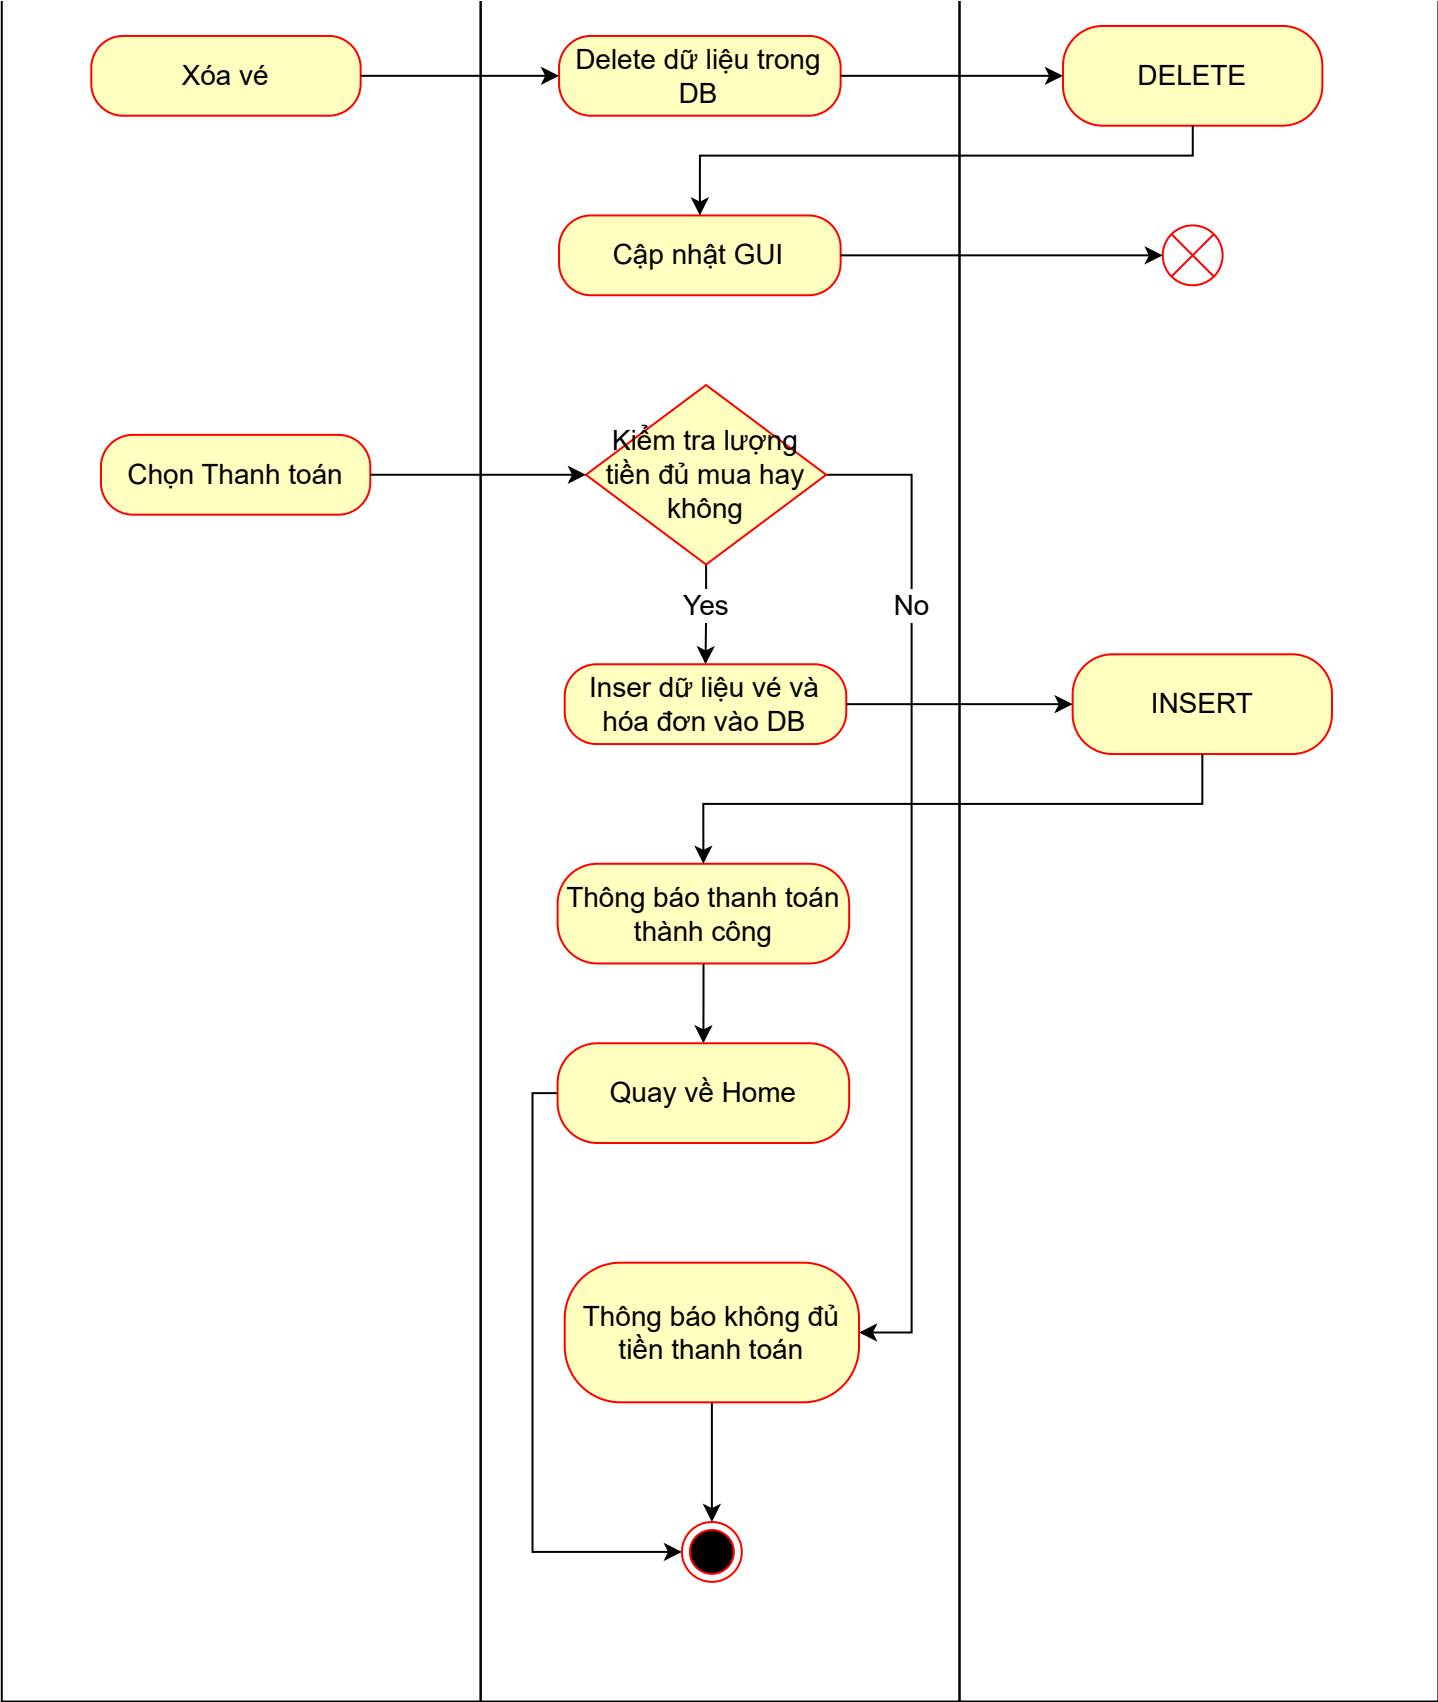 Xóa vé
Delete dữ liệu trong
DB
DELETE
Cập nhật GUI
Kiểm tra lượng
tiền đủ mua hay
không
Chọn Thanh toán
Yes
No
Inser dữ liệu vé và
hóa đơn vào DB
INSERT
Thông báo thanh toán
thành công
Quay về Home
Thông báo không đủ
tiền thanh toán